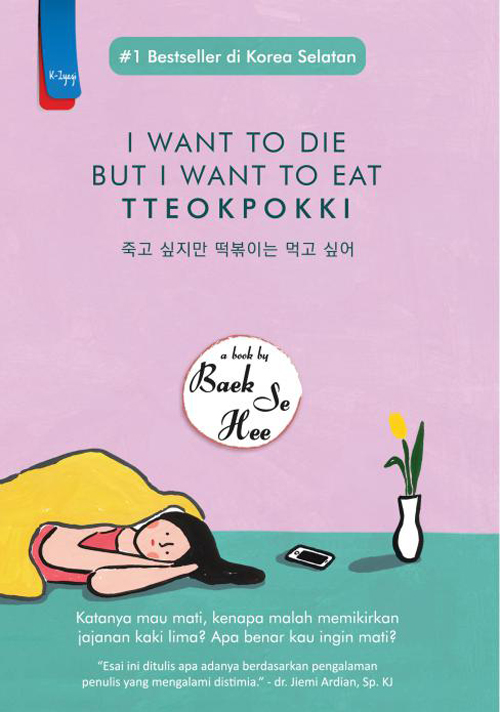 K-Iyagi
#1 Bestseller di Korea Selatan
I WANT TO DIE
BUT I WANT TO EAT
TTEOKPOKKI
죽고 싶지만 떡볶이는 먹고 싶어
a book by
Baek
Se
Hee
Katanya mau mati, kenapa malah memikirkan
jajanan kaki lima? Apa benar kau ingin mati?
“Esai ini ditulis apa adanya berdasarkan pengalaman
penulis yang mengalami distimia.” - dr. Jiemi Ardian, Sp. KJ